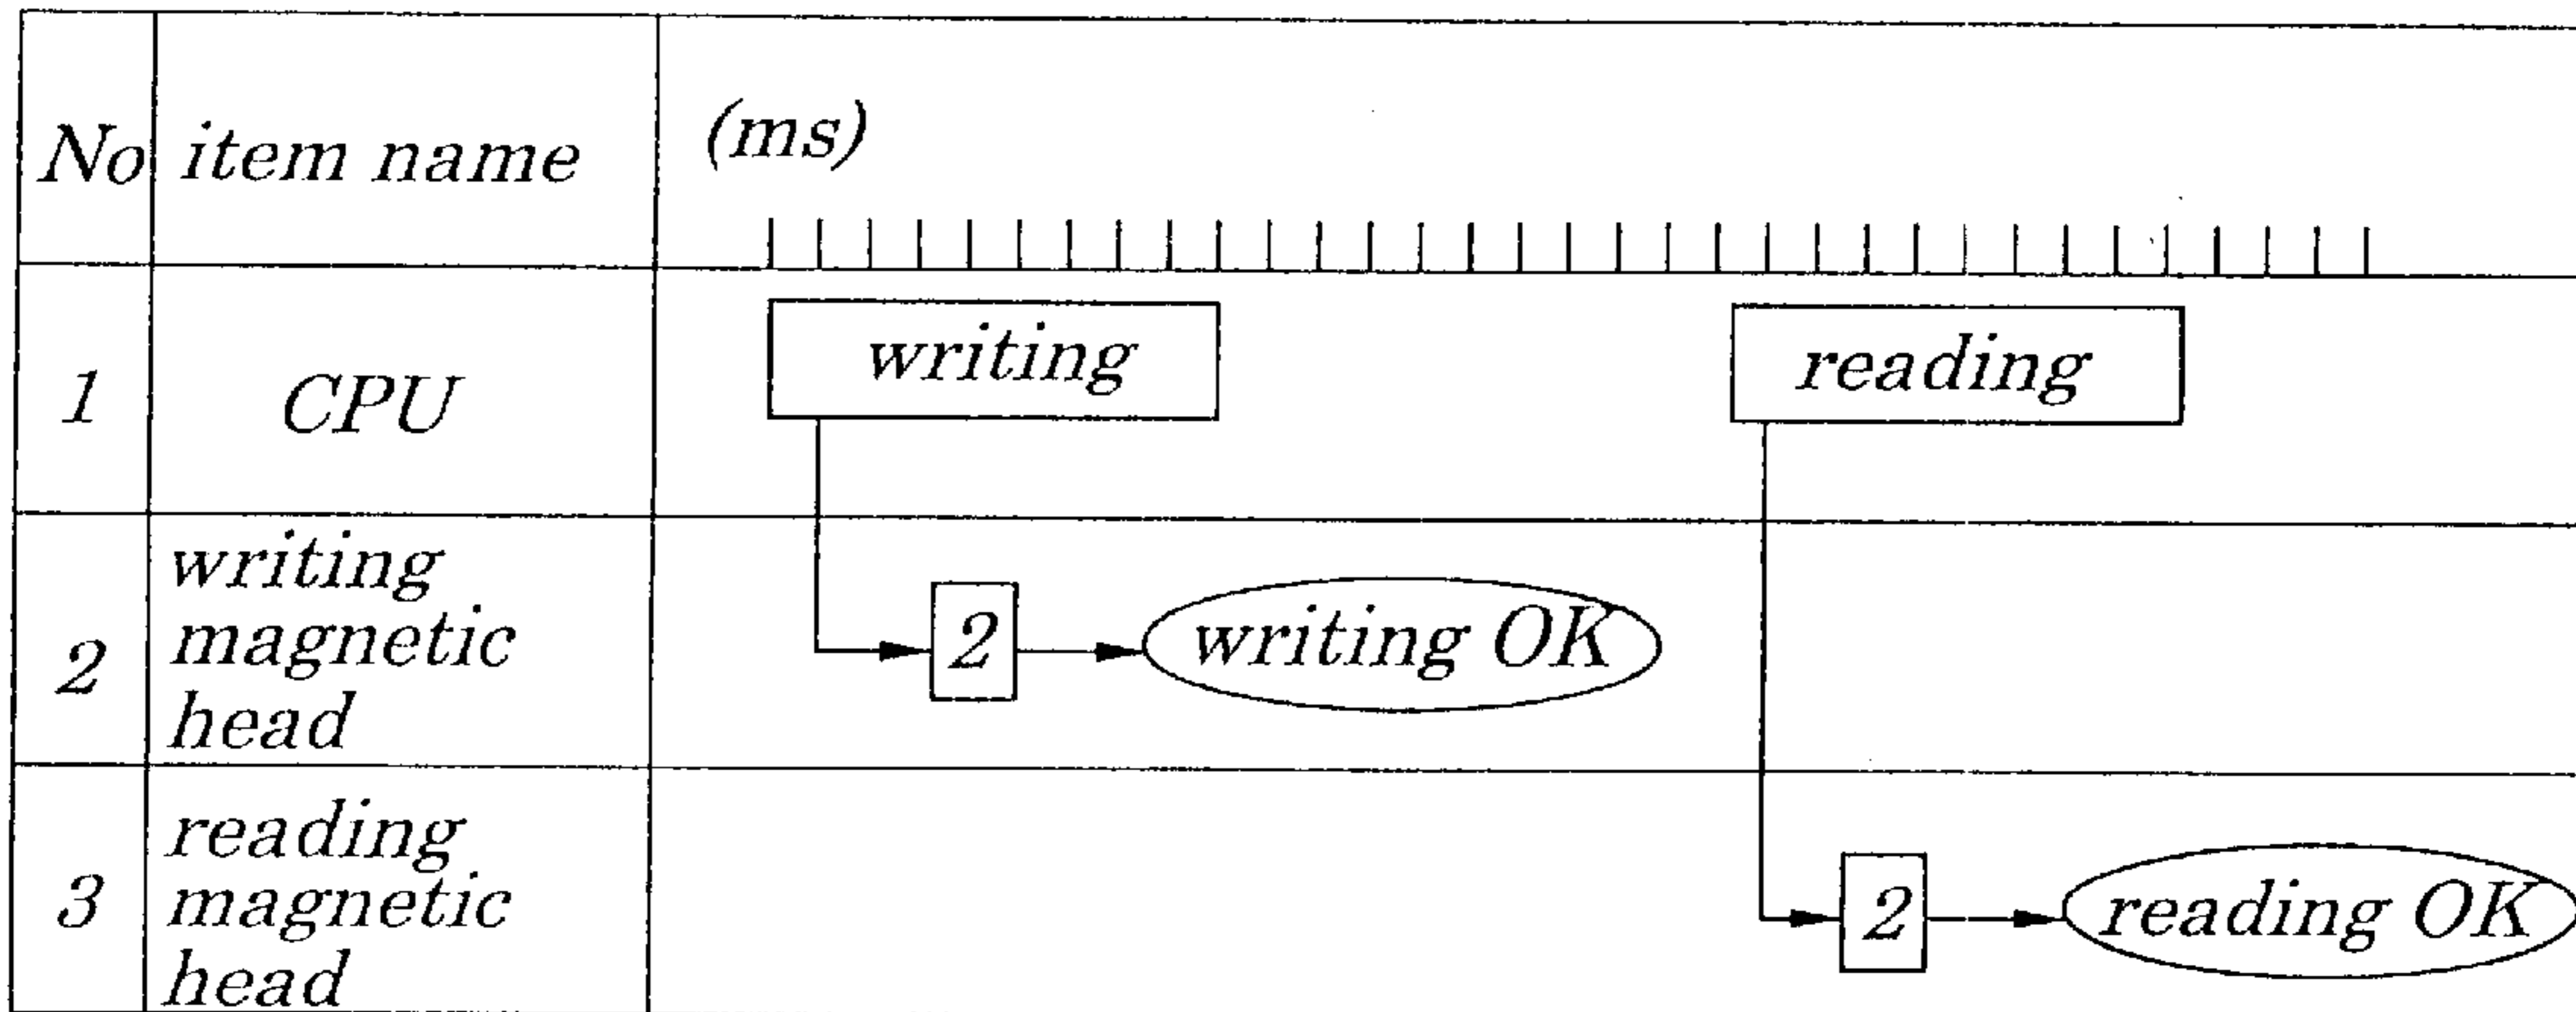 No item name (ms)
1 CPU writing reading
2 writing magnetic head 2 writing OK
3 reading magnetic head 2 reading OK